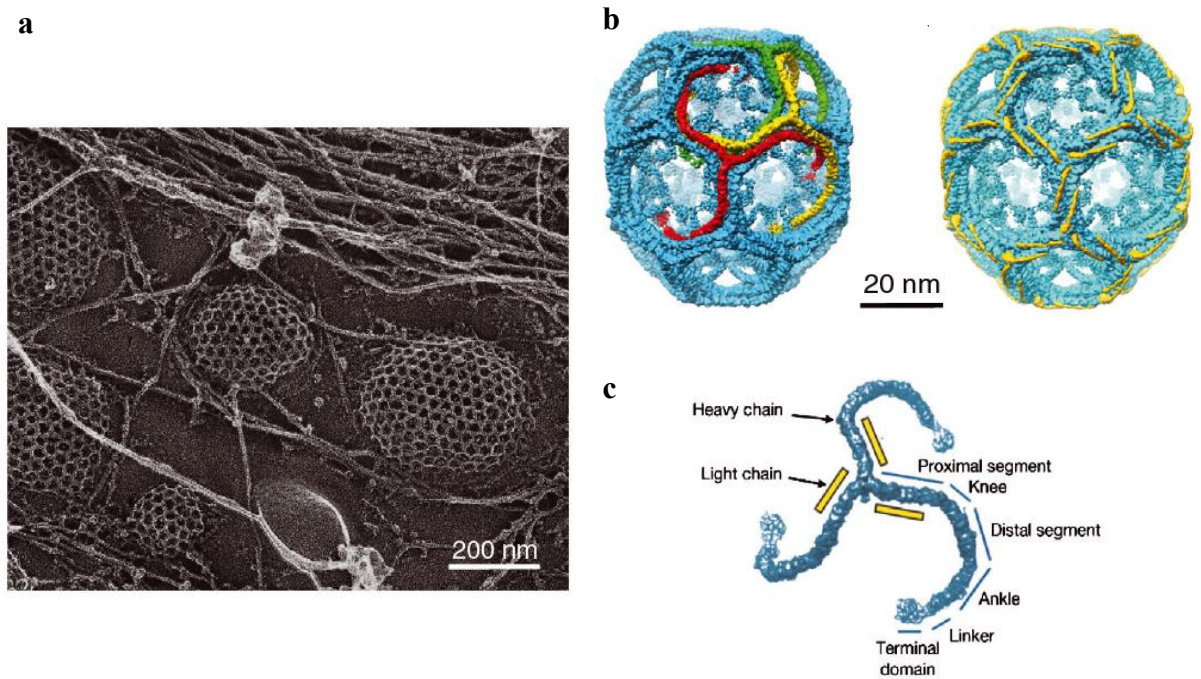 a
200 nm
b
20 nm
c
Heavy chain
Light chain
Proximal segment
Knee
Distal segment
Ankle
Linker
Terminal
domain